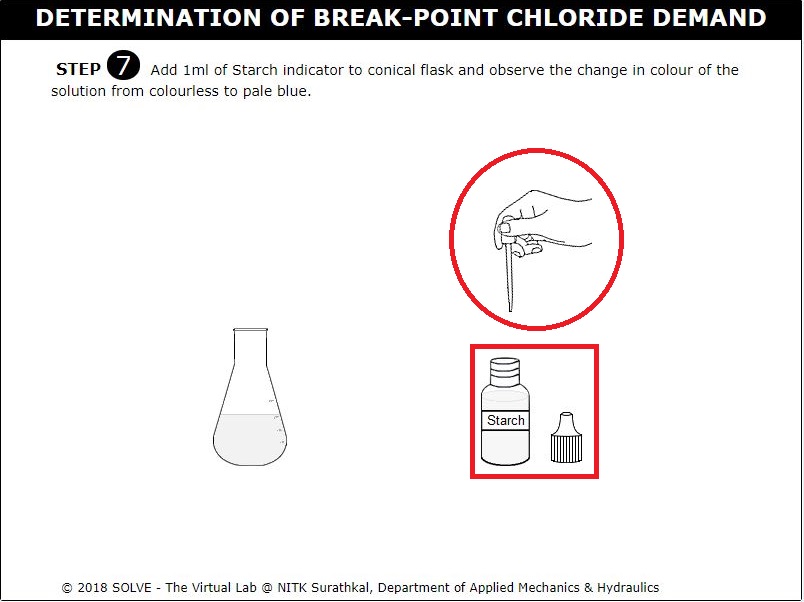 DETERMINATION OF BREAK-POINT CHLORIDE DEMAND
STEP 7 Add 1ml of Starch indicator to conical flask and observe the change in colour of the
solution from colourless to pale blue.
Starch
© 2018 SOLVE - The Virtual Lab @ NITK Surathkal, Department of Applied Mechanics & Hydraulics